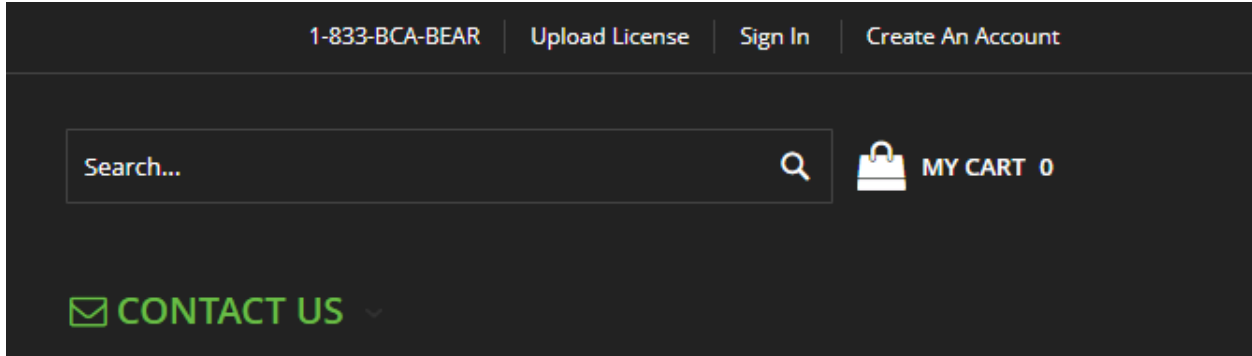 1-833-BCA-BEAR Upload License Sign In Create An Account
Search... MY CART 0
CONTACT US